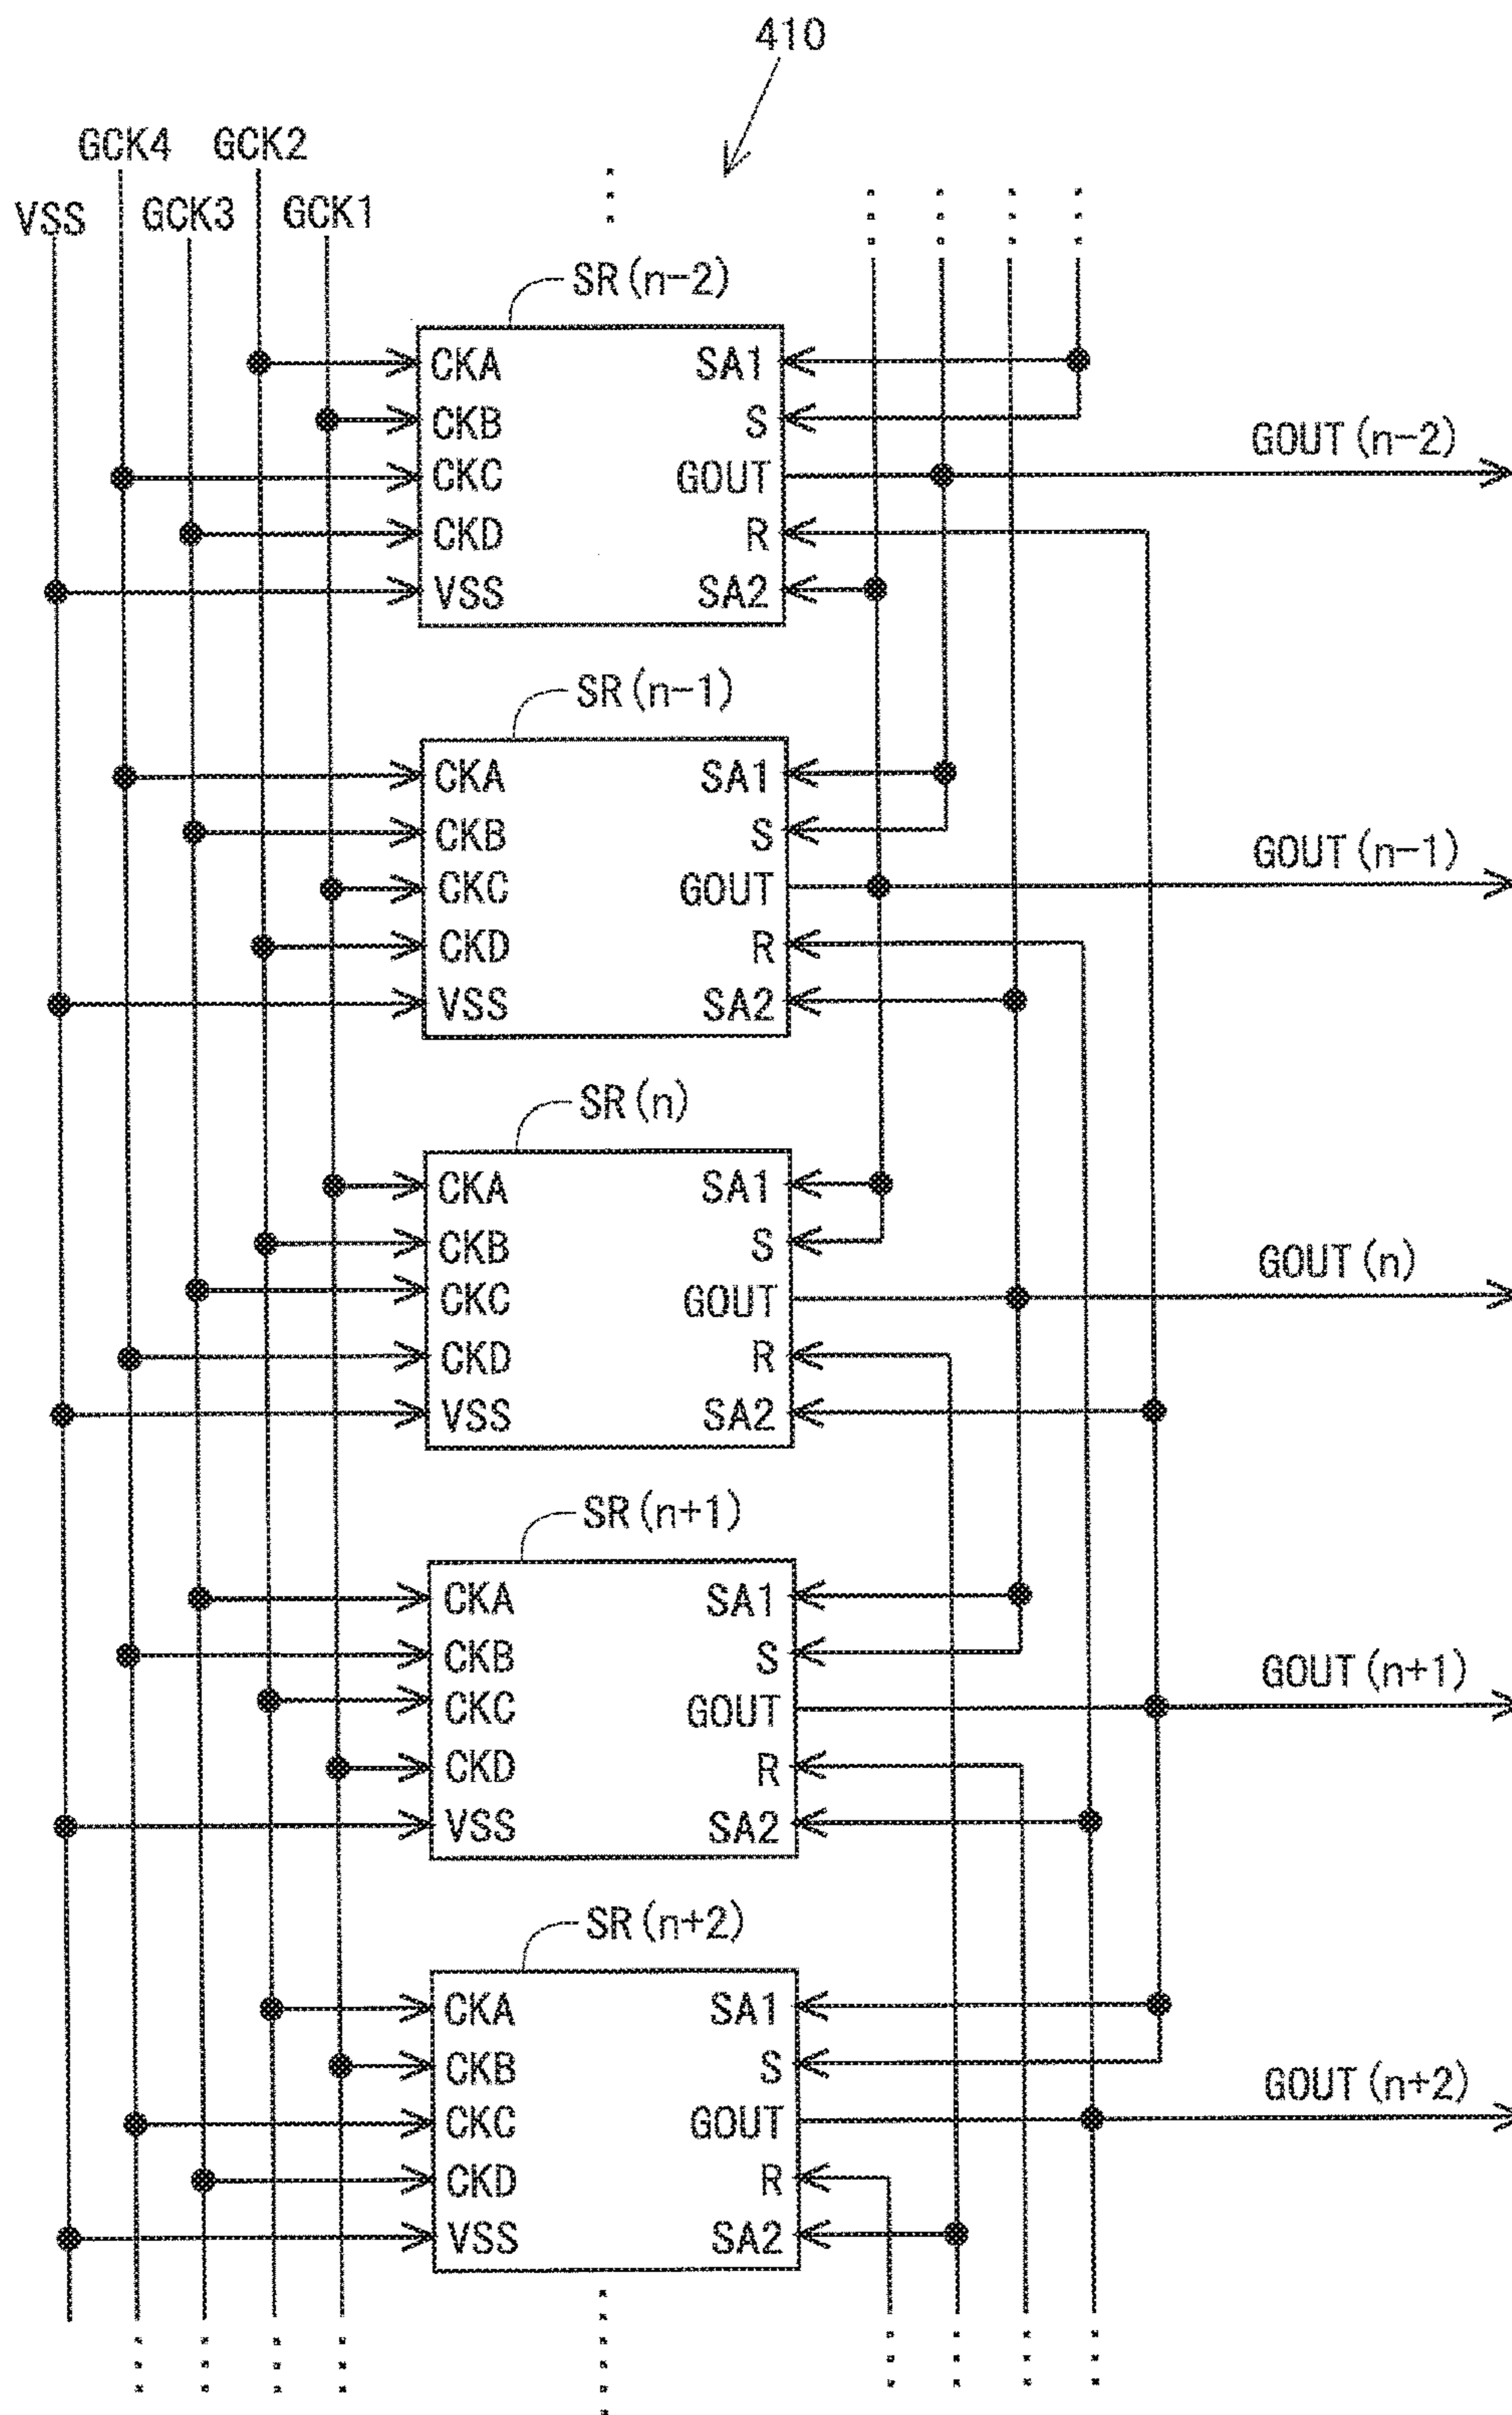 410
GCK4 GCK2
VSS GCK3 GCK1
SR(n-2)
CKA SA1
CKB S
GOUT(n-2)
CKC GOUT
CKD R
VSS SA2
SR(n-1)
CKA SA1
CKB S
GOUT(n-1)
CKC GOUT
CKD R
VSS SA2
SR(n)
CKA SA1
CKB S
GOUT(n)
CKC GOUT
CKD R
VSS SA2
SR(n+1)
CKA SA1
CKB S
GOUT(n+1)
CKC GOUT
CKD R
VSS SA2
SR(n+2)
CKA SA1
CKB S
GOUT(n+2)
CKC GOUT
CKD R
VSS SA2